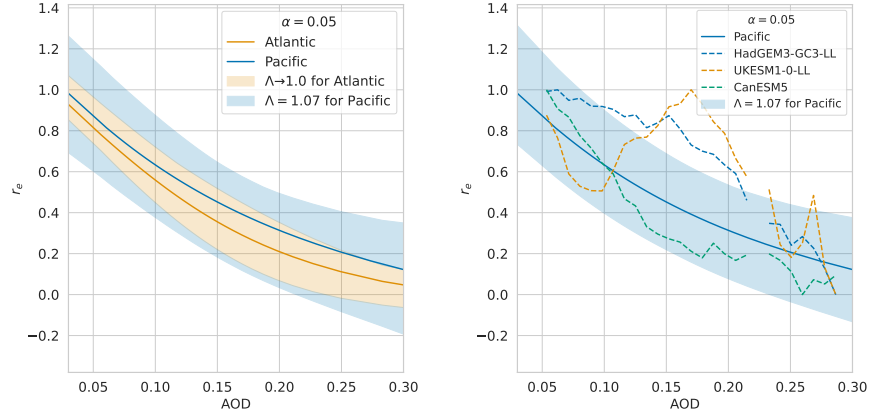 α = 0.05
Atlantic
Pacific
Λ→1.0 for Atlantic
Λ = 1.07 for Pacific
1.4
1.2
1.0
0.8
0.6
0.4
0.2
0.0
−0.2
r_e
0.05
0.10
0.15
0.20
0.25
0.30
AOD
α = 0.05
Pacific
HadGEM3-GC3-LL
UKESM1-0-LL
CanESM5
Λ = 1.07 for Pacific
1.4
1.2
1.0
0.8
0.6
0.4
0.2
0.0
−0.2
r_e
0.05
0.10
0.15
0.20
0.25
0.30
AOD